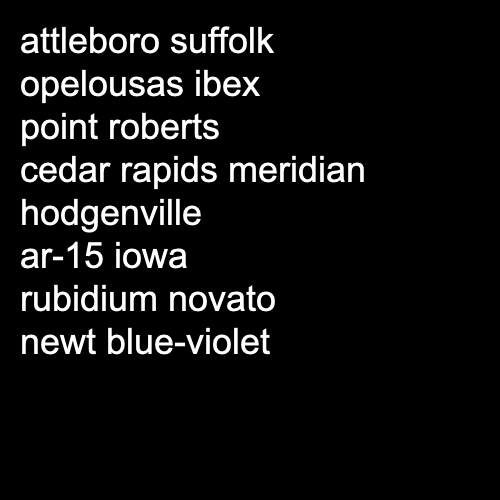 attleboro suffolk
opelousas ibex
point roberts
cedar rapids meridian
hodgenville
ar-15 iowa
rubidium novato
newt blue-violet